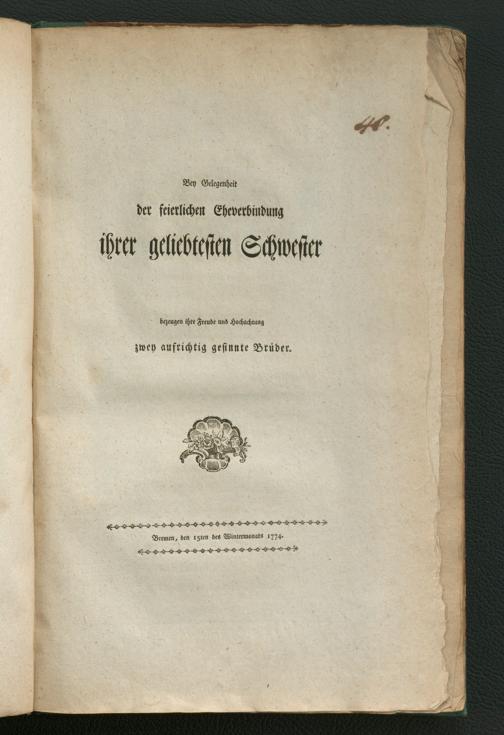 48.
Bey Gelegenheit
der feierlichen Eheverbindung
ihrer geliebtesten Schwester
bezeugen ihre Freude und Hochachtung
zwey aufrichtig gesinnte Brüder.
Bremen, den 15ten des Wintermonats 1774.